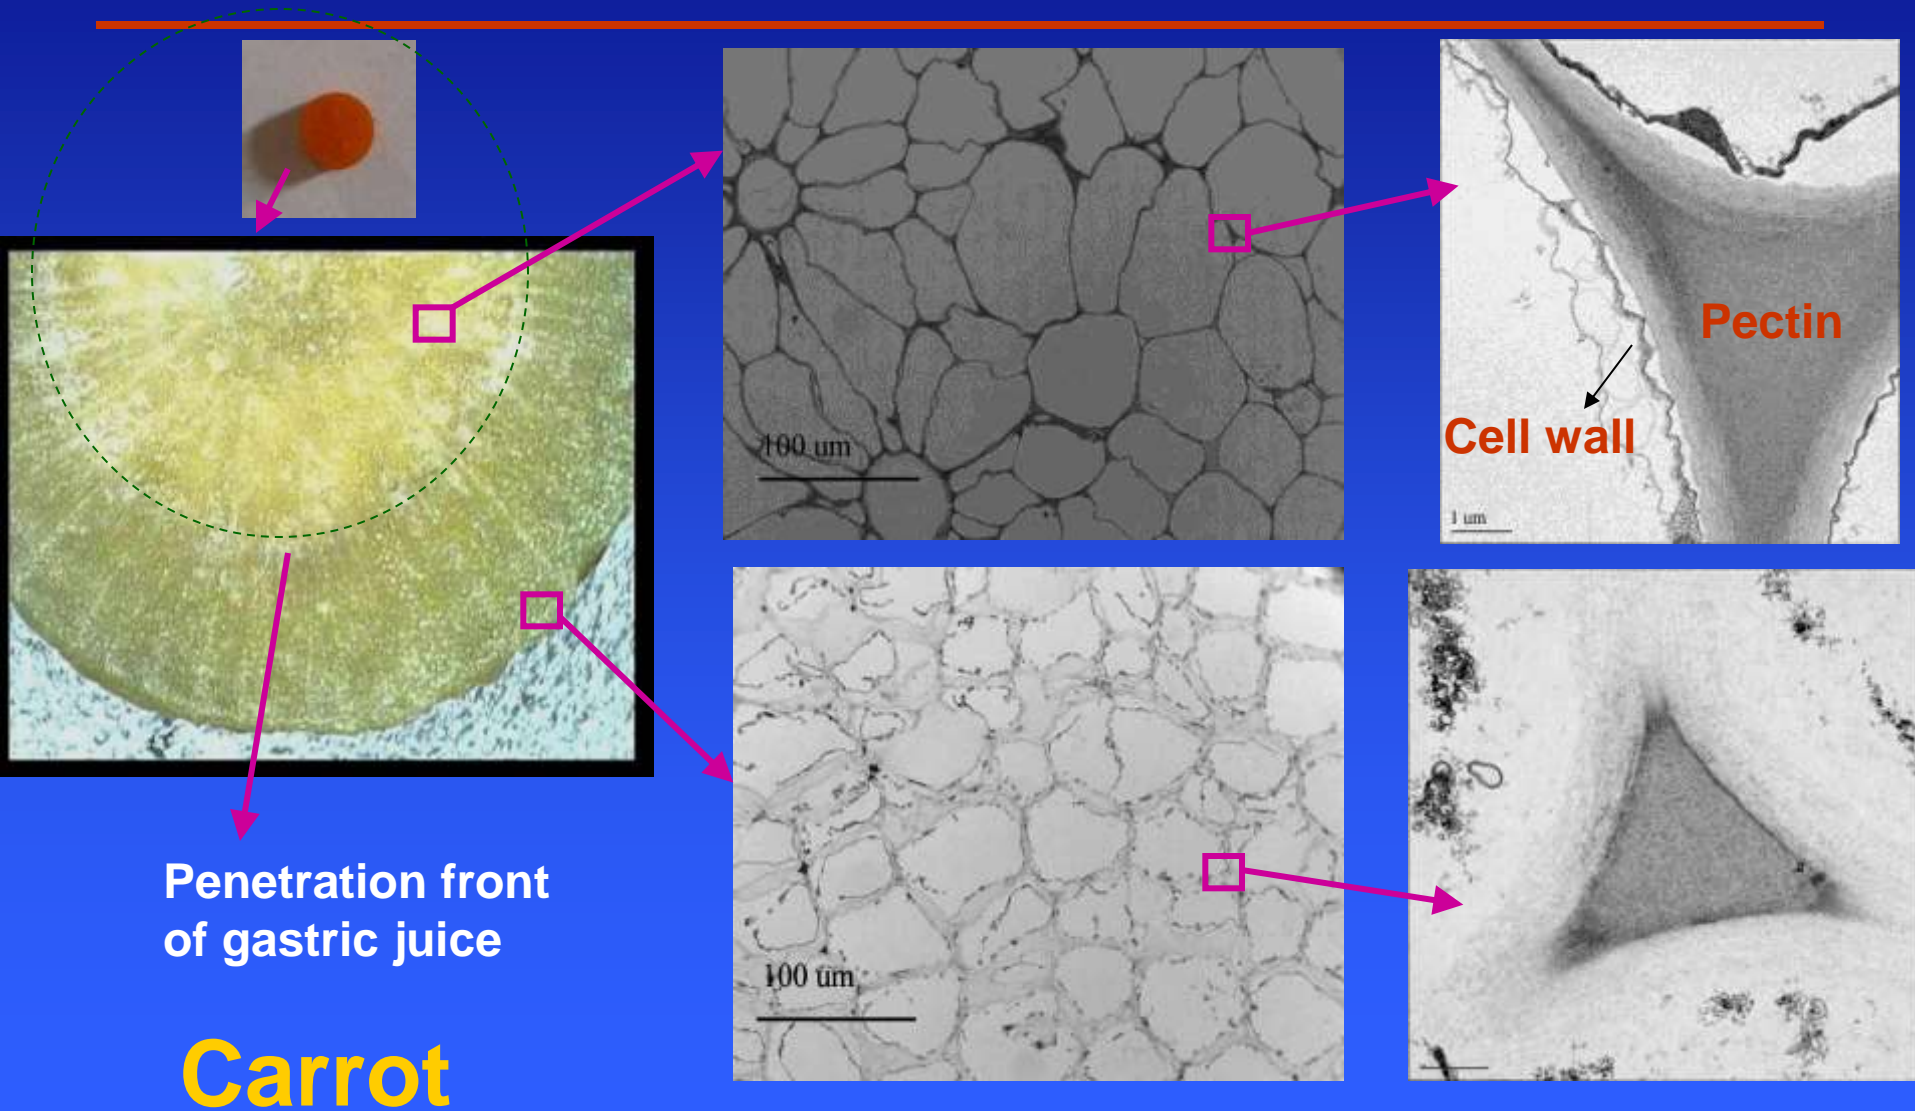 Pectin
Cell wall
100 um
1 um
100 um
Penetration front
of gastric juice
Carrot